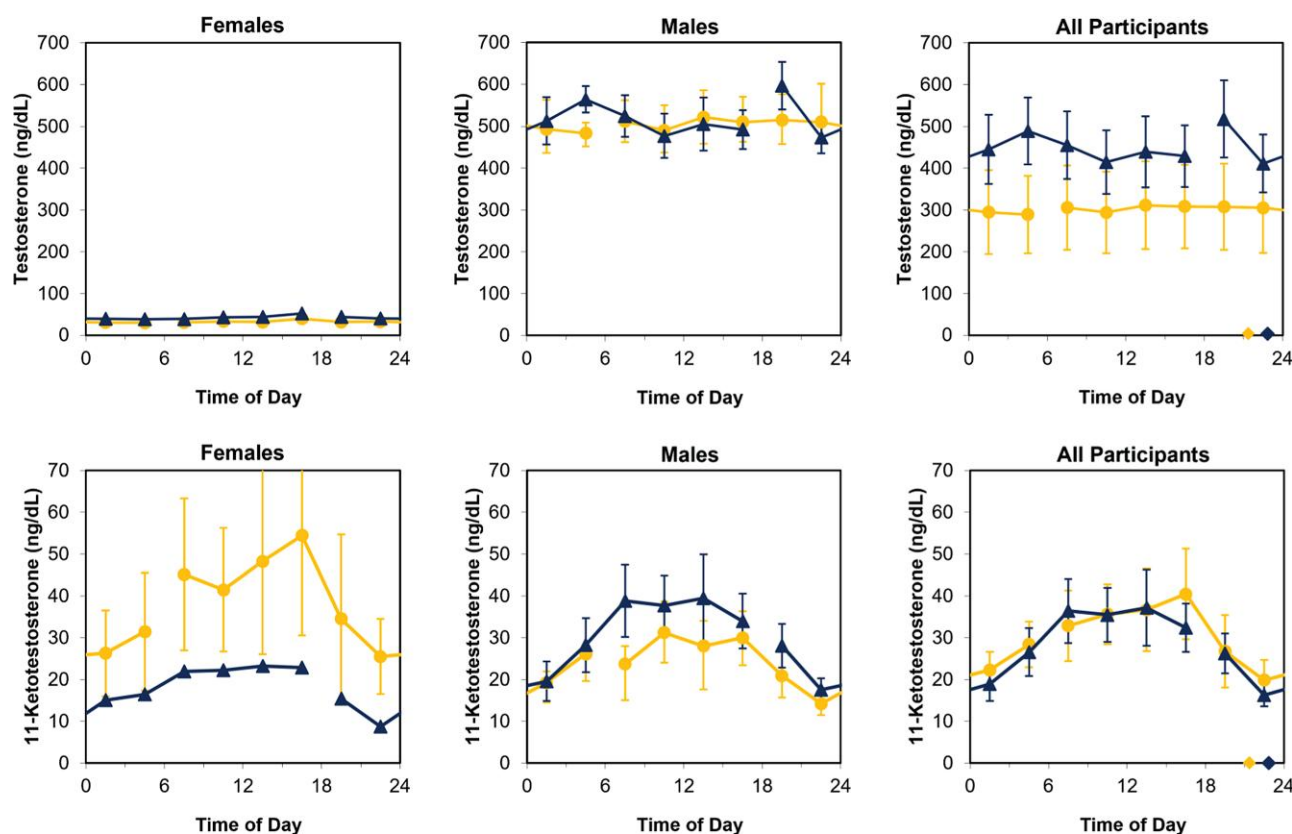 Females
Males
All Participants
Testosterone (ng/dL)
700
600
500
400
300
200
100
0
0 6 12 18 24
Time of Day
Testosterone (ng/dL)
700
600
500
400
300
200
100
0
0 6 12 18 24
Time of Day
Testosterone (ng/dL)
700
600
500
400
300
200
100
0
0 6 12 18 24
Time of Day
Females
Males
All Participants
11-Ketotestosterone (ng/dL)
70
60
50
40
30
20
10
0
0 6 12 18 24
Time of Day
11-Ketotestosterone (ng/dL)
70
60
50
40
30
20
10
0
0 6 12 18 24
Time of Day
11-Ketotestosterone (ng/dL)
70
60
50
40
30
20
10
0
0 6 12 18 24
Time of Day